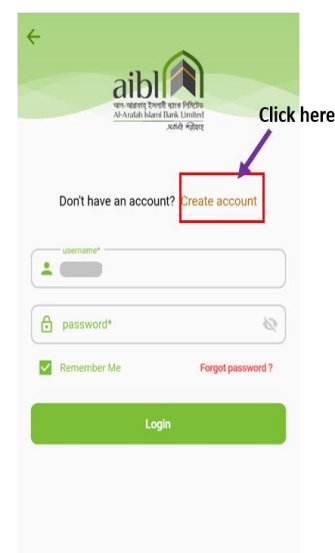 aibl
আল-আরাফাহ্ ইসলামী ব্যাংক লিমিটেড
Al-Arafah Islami Bank Limited
Click here
Don't have an account? Create account
username*
password*
Remember Me Forgot password ?
Login